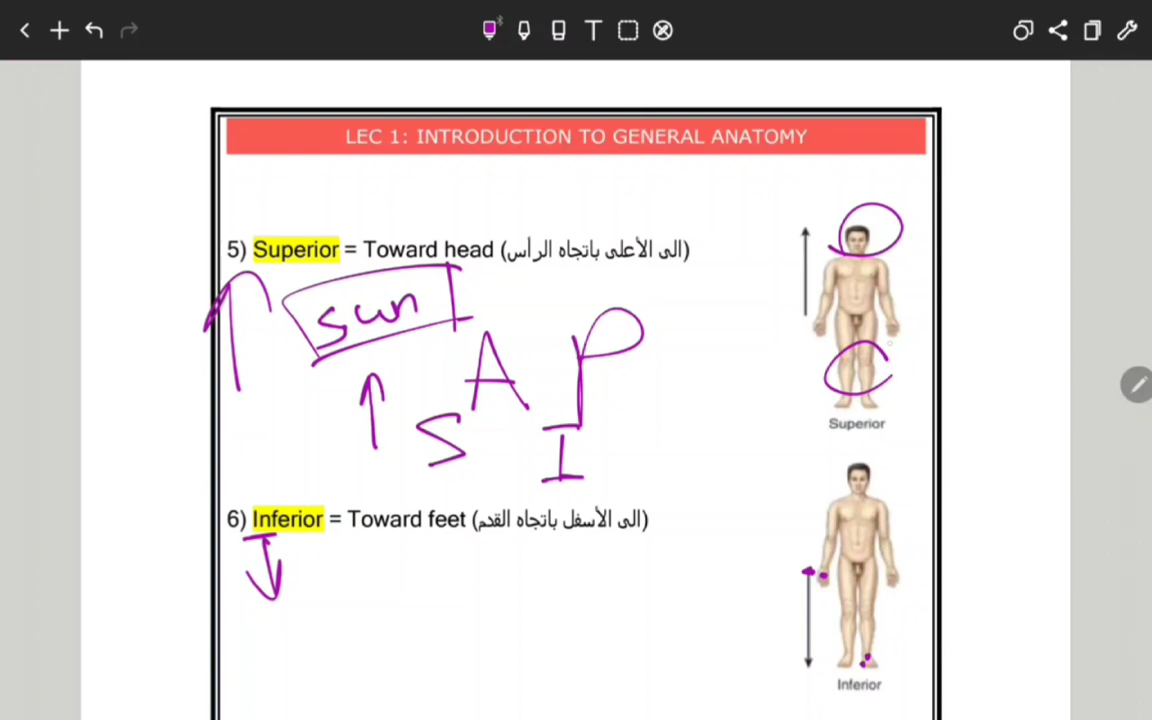 LEC 1: INTRODUCTION TO GENERAL ANATOMY
5) Superior = Toward head (الى الأعلى باتجاه الرأس)
sun
A P
S I
Superior
6) Inferior = Toward feet (الى الأسفل باتجاه القدم)
Inferior